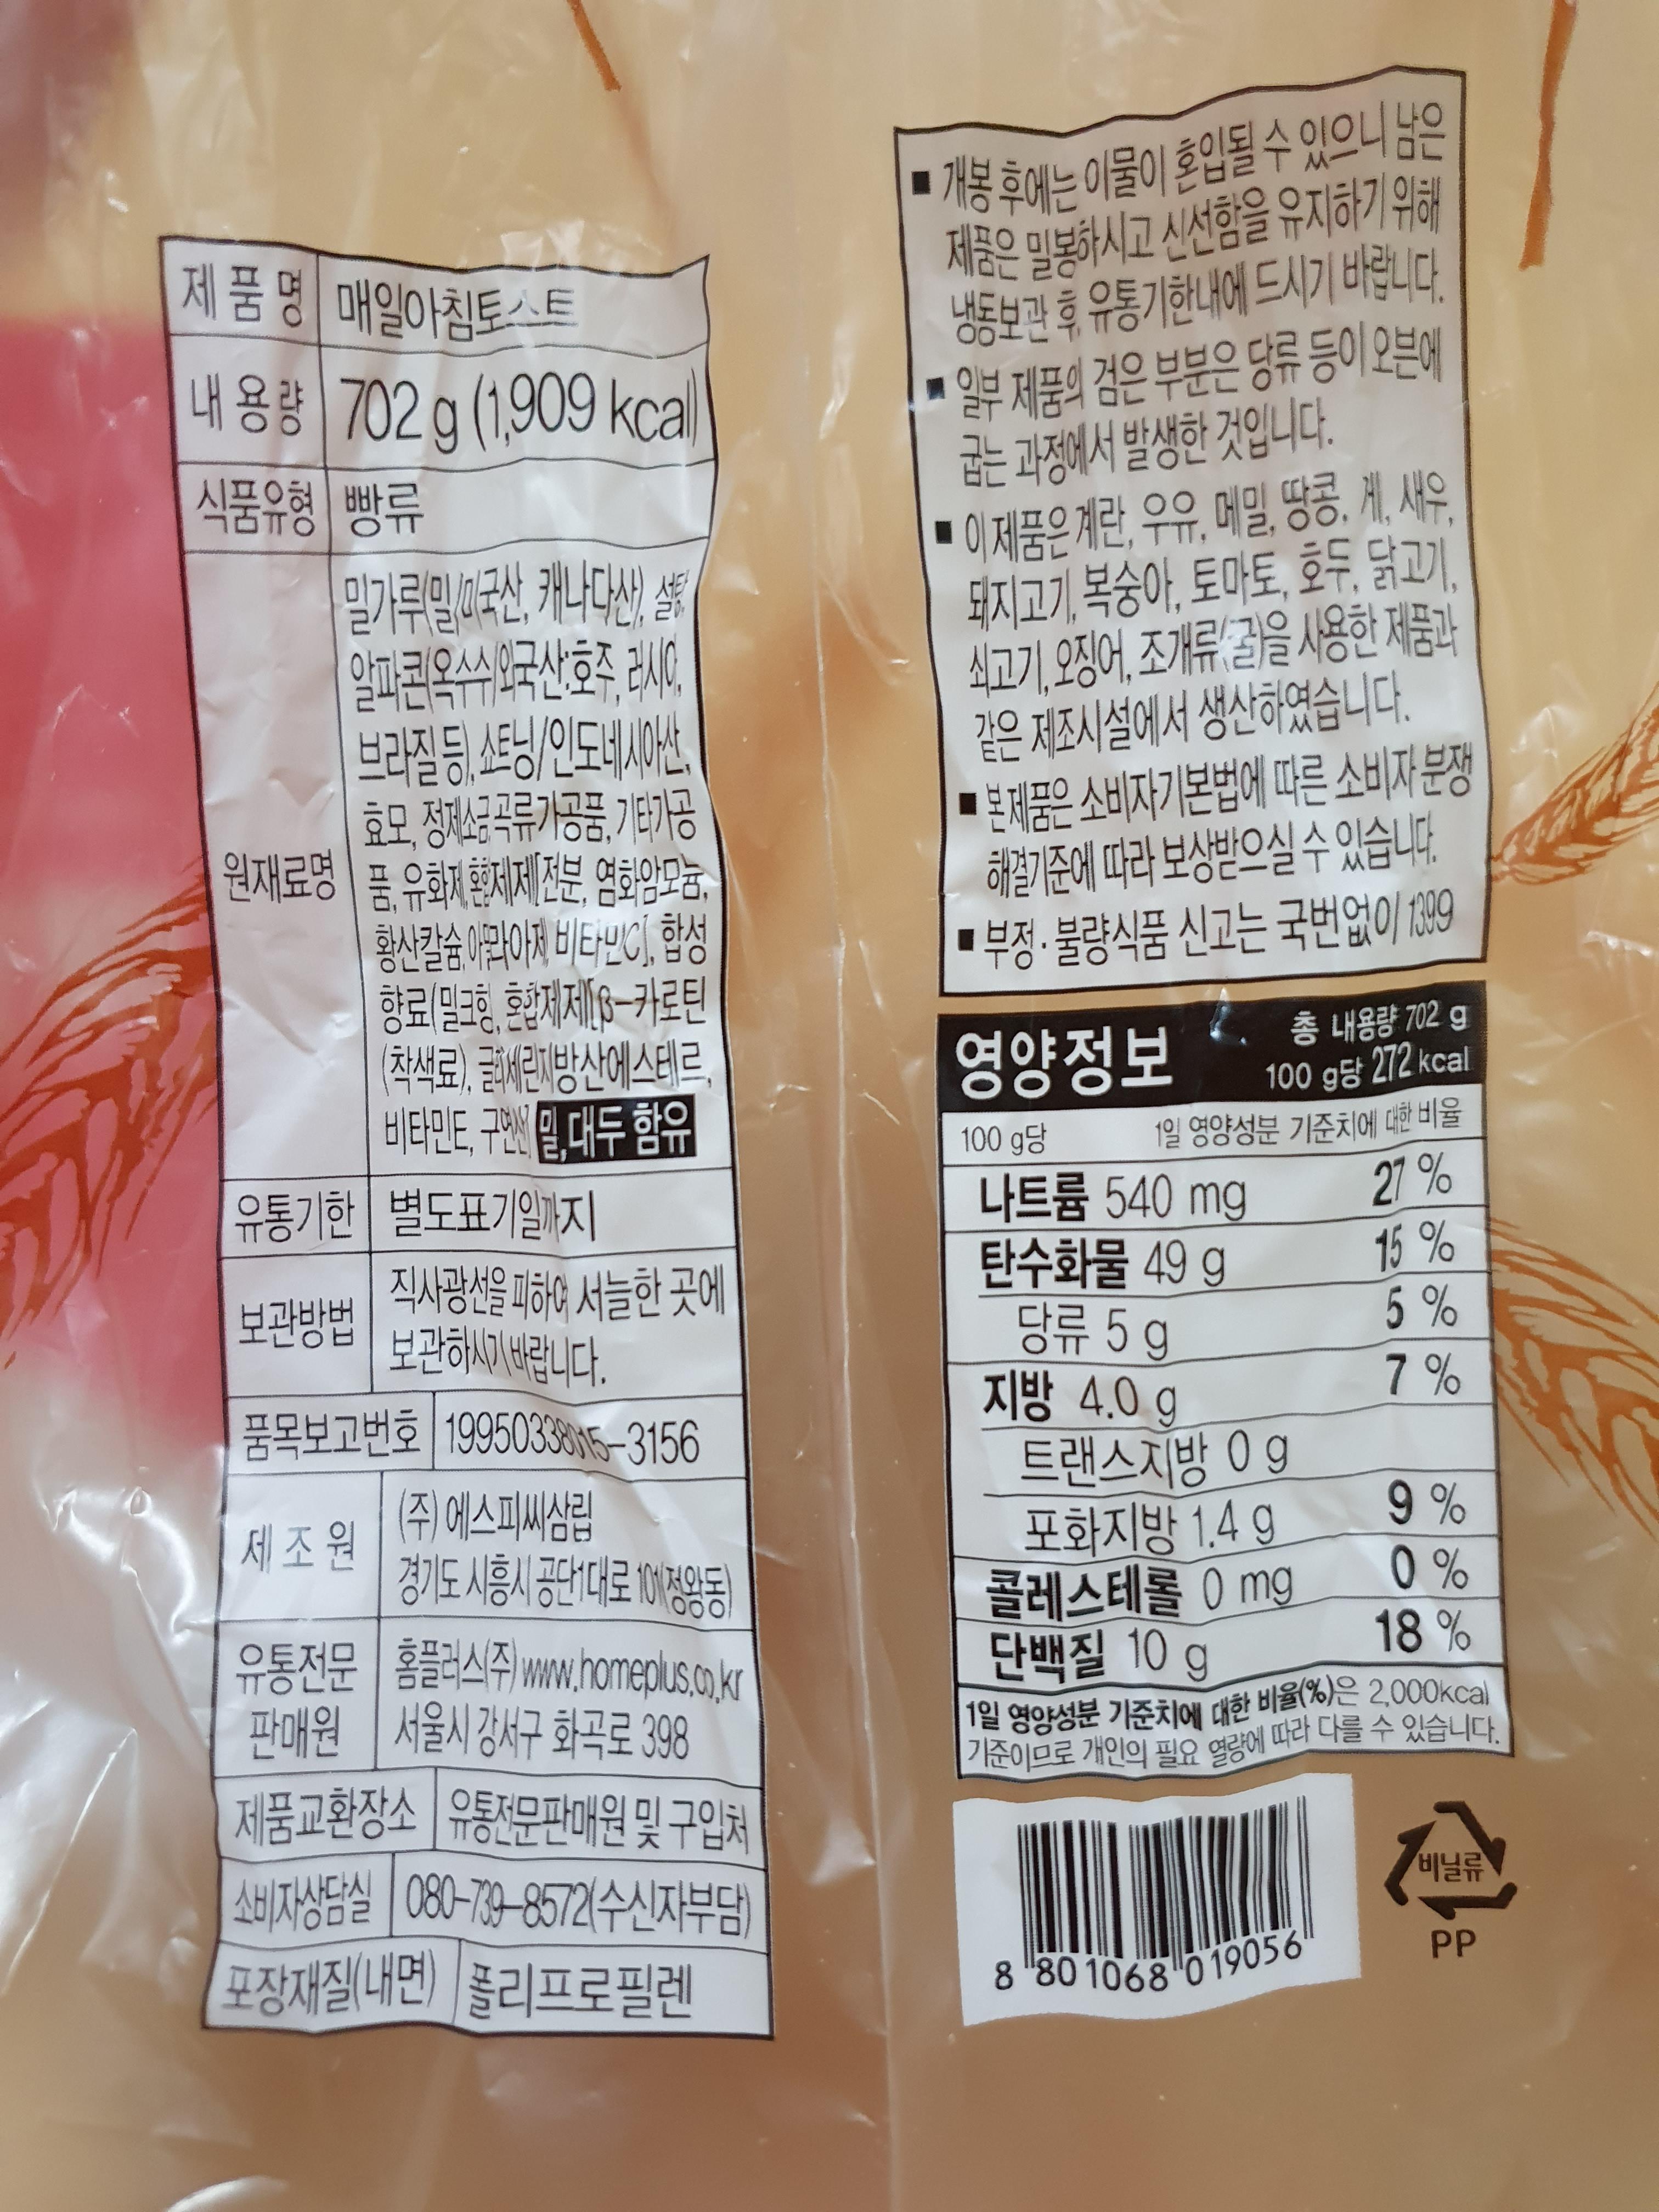 제 품 명 매일아침토스트
내 용 량 702 g (1,909 kcal)
식품유형 빵류
원재료명
밀가루(밀/미국산, 캐나다산), 설탕,
알파콘(옥수수/외국산:호주, 러시아,
브라질 등), 쇼트닝/인도네시아산,
효모, 정제소금, 곡류가공품, 기타가공
품, 유화제, 혼합제제[전분, 염화암모늄,
황산칼슘, 비타민C], 합성
향료(밀크향, 혼합제제[β-카로틴
(착색료), 글리세린지방산에스테르,
비타민E, 구연산] 밀, 대두 함유
유통기한 별도표기일까지
보관방법
직사광선을 피하여 서늘한 곳에
보관하시기 바랍니다.
품목보고번호 19950338015-3156
제 조 원
(주) 에스피씨삼립
경기도 시흥시 공단1대로 101(정왕동)
유통전문
판매원
홈플러스(주) www.homeplus.co.kr
서울시 강서구 화곡로 398
제품교환장소 유통전문판매원 및 구입처
소비자상담실 080-739-8572(수신자부담)
포장재질(내면) 폴리프로필렌
■ 개봉 후에는 이물이 혼입될 수 있으니 남은
제품은 밀봉하시고 신선함을 유지하기 위해
냉동보관 후, 유통기한내에 드시기 바랍니다.
■ 일부 제품의 검은 부분은 당류 등이 오븐에
굽는 과정에서 발생한 것입니다.
■ 이 제품은 계란, 우유, 메밀, 땅콩, 게, 새우,
돼지고기, 복숭아, 토마토, 호두, 닭고기,
쇠고기, 오징어, 조개류(굴)을 사용한 제품과
같은 제조시설에서 생산하였습니다.
■ 본제품은 소비자기본법에 따른 소비자 분쟁
해결기준에 따라 보상받으실 수 있습니다.
■ 부정 · 불량식품 신고는 국번없이 1399
영양정보
총 내용량 702 g
100 g당 272 kcal
100 g당 1일 영양성분 기준치에 대한 비율
나트륨 540 mg 27 %
탄수화물 49 g 15 %
당류 5 g 5 %
지방 4.0 g 7 %
트랜스지방 0 g
포화지방 1.4 g 9 %
콜레스테롤 0 mg 0 %
단백질 10 g 18 %
1일 영양성분 기준치에 대한 비율(%)은 2,000kcal
기준이므로 개인의 필요 열량에 따라 다를 수 있습니다.
8 801068 019056
비닐류
PP